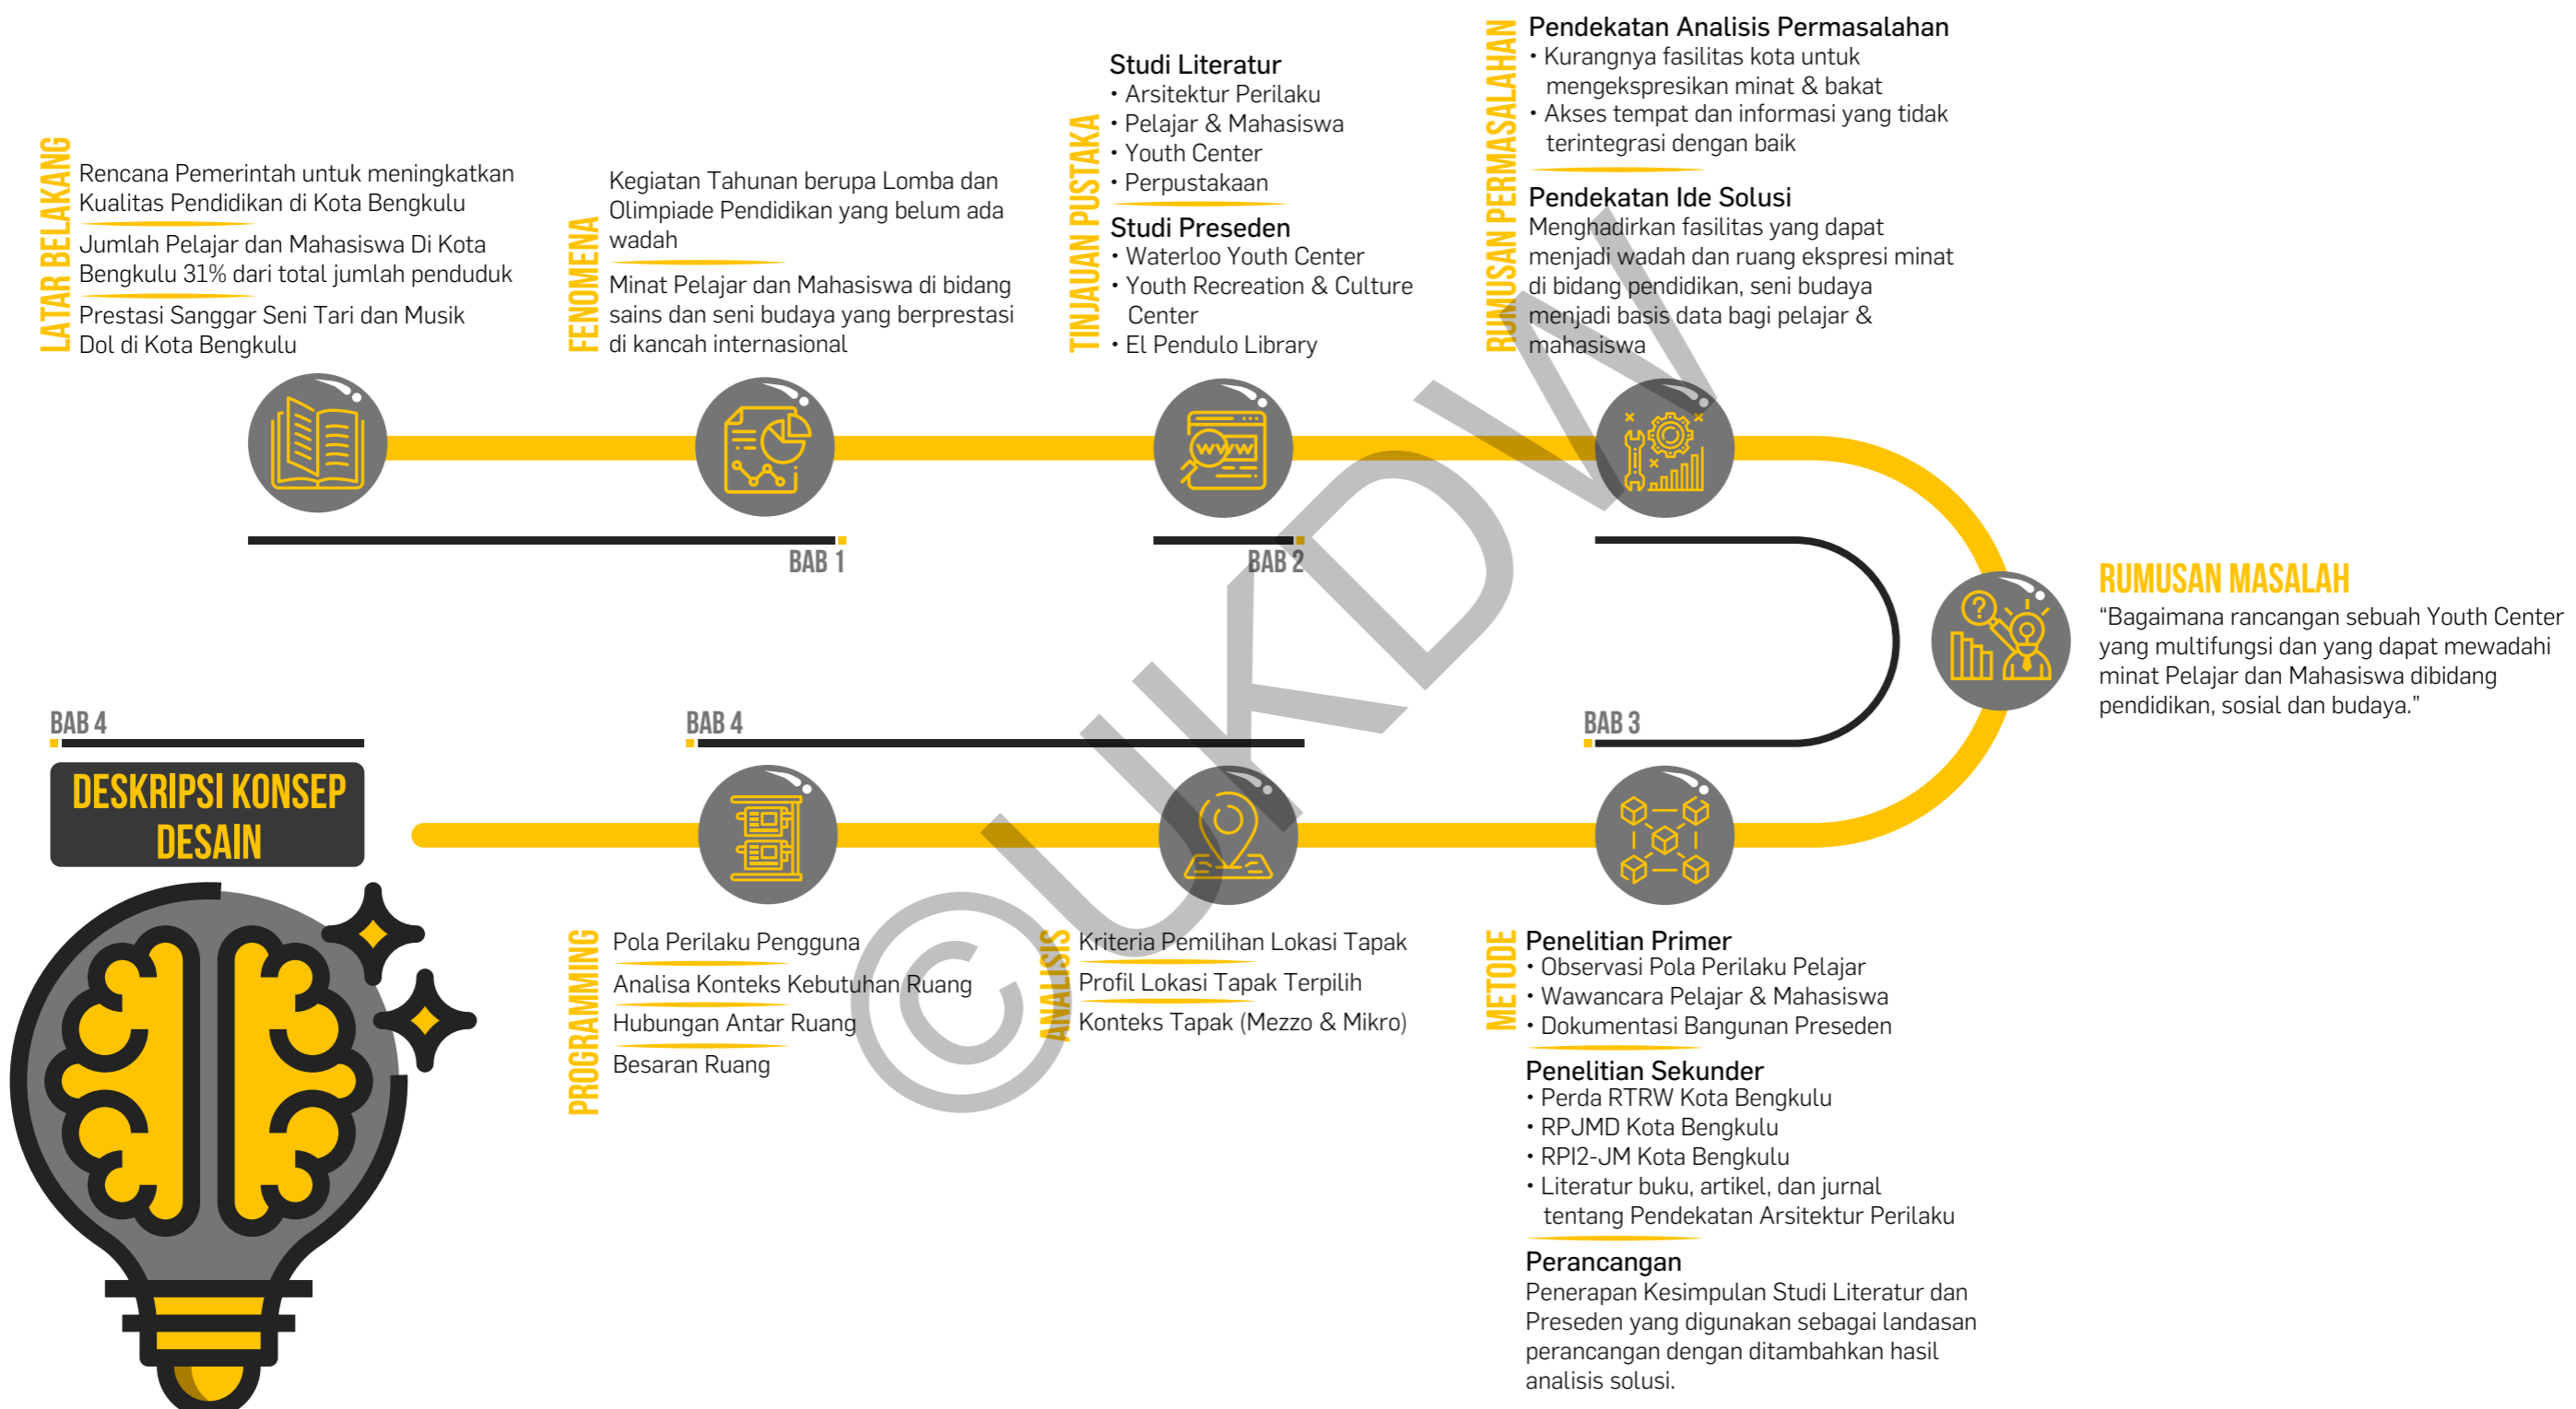 LATAR BELAKANG
Rencana Pemerintah untuk meningkatkan
Kualitas Pendidikan di Kota Bengkulu
Jumlah Pelajar dan Mahasiswa Di Kota
Bengkulu 31% dari total jumlah penduduk
Prestasi Sanggar Seni Tari dan Musik
Dol di Kota Bengkulu
FENOMENA
Kegiatan Tahunan berupa Lomba dan
Olimpiade Pendidikan yang belum ada
wadah
Minat Pelajar dan Mahasiswa di bidang
sains dan seni budaya yang berprestasi
di kancah internasional
BAB 1
TINJAUAN PUSTAKA
Studi Literatur
• Arsitektur Perilaku
• Pelajar & Mahasiswa
• Youth Center
• Perpustakaan
Studi Preseden
• Waterloo Youth Center
• Youth Recreation & Culture
Center
• El Pendulo Library
www
BAB 2
RUMUSAN PERMASALAHAN
Pendekatan Analisis Permasalahan
• Kurangnya fasilitas kota untuk
mengekspresikan minat & bakat
• Akses tempat dan informasi yang tidak
terintegrasi dengan baik
Pendekatan Ide Solusi
Menghadirkan fasilitas yang dapat
menjadi wadah dan ruang ekspresi minat
di bidang pendidikan, seni budaya
menjadi basis data bagi pelajar &
mahasiswa
RUMUSAN MASALAH
“Bagaimana rancangan sebuah Youth Center
yang multifungsi dan yang dapat mewadahi
minat Pelajar dan Mahasiswa dibidang
pendidikan, sosial dan budaya.”
BAB 3
METODE
Penelitian Primer
• Observasi Pola Perilaku Pelajar
• Wawancara Pelajar & Mahasiswa
• Dokumentasi Bangunan Preseden
Penelitian Sekunder
• Perda RTRW Kota Bengkulu
• RPJMD Kota Bengkulu
• RPI2-JM Kota Bengkulu
• Literatur buku, artikel, dan jurnal
tentang Pendekatan Arsitektur Perilaku
Perancangan
Penerapan Kesimpulan Studi Literatur dan
Preseden yang digunakan sebagai landasan
perancangan dengan ditambahkan hasil
analisis solusi.
BAB 4
ANALISIS
Kriteria Pemilihan Lokasi Tapak
Profil Lokasi Tapak Terpilih
Konteks Tapak (Mezzo & Mikro)
PROGRAMMING
Pola Perilaku Pengguna
Analisa Konteks Kebutuhan Ruang
Hubungan Antar Ruang
Besaran Ruang
BAB 4
DESKRIPSI KONSEP
DESAIN
©UKDW